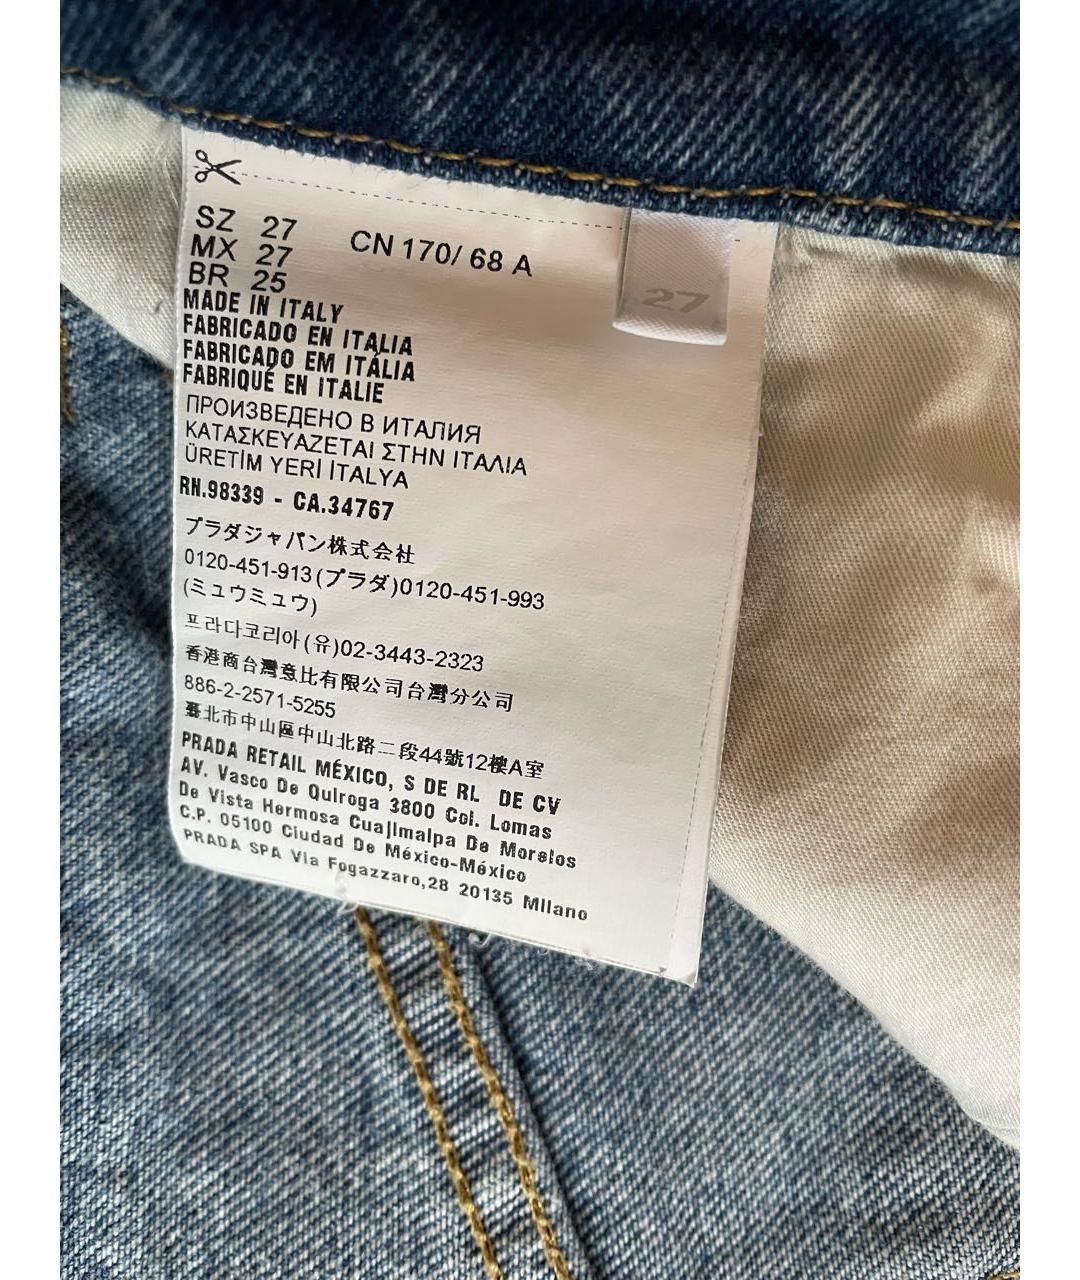 SZ 27
MX 27
BR 25
CN 170/ 68 A
27
MADE IN ITALY
FABRICADO EN ITALIA
FABRICADO EM ITÁLIA
FABRIQUÉ EN ITALIE
ПРОИЗВЕДЕНО В ИТАЛИЯ
ΚΑΤΑΣΚΕΥΑΖΕΤΑΙ ΣΤΗΝ ΙΤΑΛΙΑ
ÜRETİM YERİ İTALYA
RN.98339 - CA.34767
プラダジャパン株式会社
0120-451-913(プラダ)0120-451-993
(ミュウミュウ)
프라다코리아(유)02-3443-2323
香港商台灣意比有限公司台灣分公司
886-2-2571-5255
臺北市中山區中山北路二段44號12樓A室
PRADA RETAIL MÉXICO, S DE RL DE CV
AV. Vasco De Quiroga 3800 Col. Lomas
De Vista Hermosa Cuajimalpa De Morelos
C.P. 05100 Ciudad De México-México
PRADA SPA Via Fogazzaro,28 20135 Milano